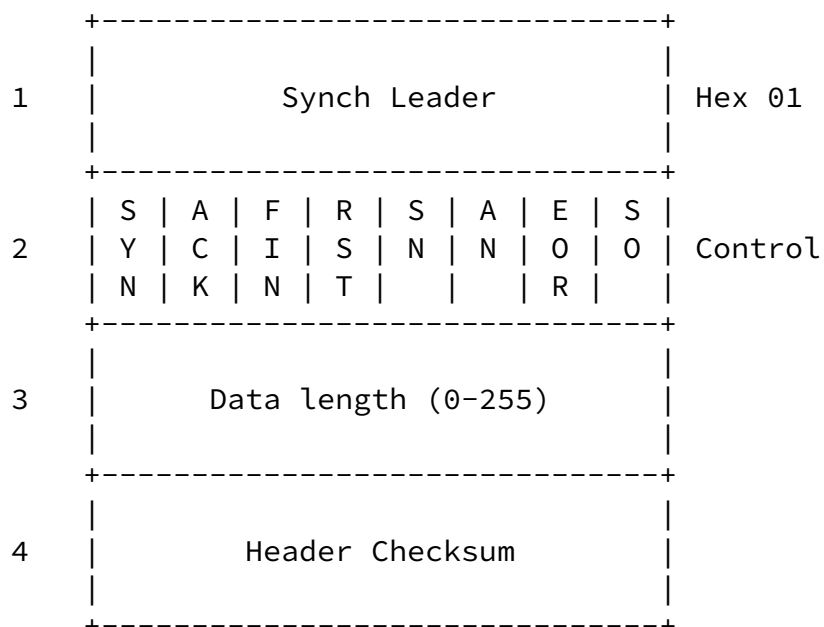 1 Synch Leader Hex 01
| S | A | F | R | S | A | E | S |
2 | Y | C | I | S | N | N | O | O | Control
| N | K | N | T | | | R | |
3 Data length (0-255)
4 Header Checksum